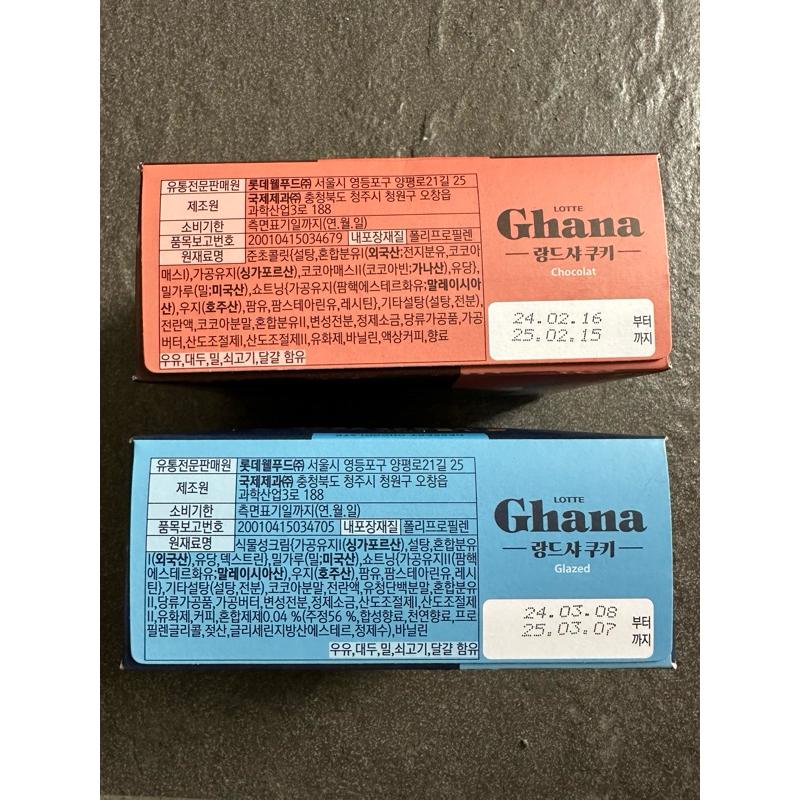 유통전문판매원 롯데웰푸드㈜ 서울시 영등포구 양평로21길 25
제조원 국제제과㈜ 충청북도 청주시 청원구 오창읍
과학산업3로 188
소비기한 측면표기일까지(연.월.일)
품목보고번호 20010415034679 내포장재질 폴리프로필렌
원재료명 준초콜릿{설탕,혼합분유I(외국산:전지분유,코코아
매스I),가공유지(싱가포르산),코코아매스II(코코아빈:가나산),유당},
밀가루(밀:미국산),쇼트닝{가공유지(팜핵에스테르화유:말레이시아
산),우지(호주산),팜유,팜스테아린유,레시틴},기타설탕(설탕,전분),
전란액,코코아분말,혼합분유II,변성전분,정제소금,당류가공품,가공
버터,산도조절제I,산도조절제II,유화제,바닐린,액상커피,향료
우유,대두,밀,쇠고기,달걀 함유
LOTTE
Ghana
랑드샤 쿠키
Chocolat
24.02.16 부터
25.02.15 까지
유통전문판매원 롯데웰푸드㈜ 서울시 영등포구 양평로21길 25
제조원 국제제과㈜ 충청북도 청주시 청원구 오창읍
과학산업3로 188
소비기한 측면표기일까지(연.월.일)
품목보고번호 20010415034705 내포장재질 폴리프로필렌
원재료명 식물성크림{가공유지I(싱가포르산),설탕,혼합분유
I(외국산),유당,덱스트린},밀가루(밀:미국산),쇼트닝{가공유지II(팜핵
에스테르화유:말레이시아산),우지(호주산),팜유,팜스테아린유,레시
틴},기타설탕(설탕,전분),코코아분말,전란액,유청단백분말,혼합분유
II,당류가공품,가공버터,변성전분,정제소금,산도조절제I,산도조절제
II,유화제,커피,혼합제제0.04 %(주정56 %,합성향료,천연향료,프로
필렌글리콜,젖산,글리세린지방산에스테르,정제수),바닐린
우유,대두,밀,쇠고기,달걀 함유
LOTTE
Ghana
랑드샤 쿠키
Glazed
24.03.08 부터
25.03.07 까지